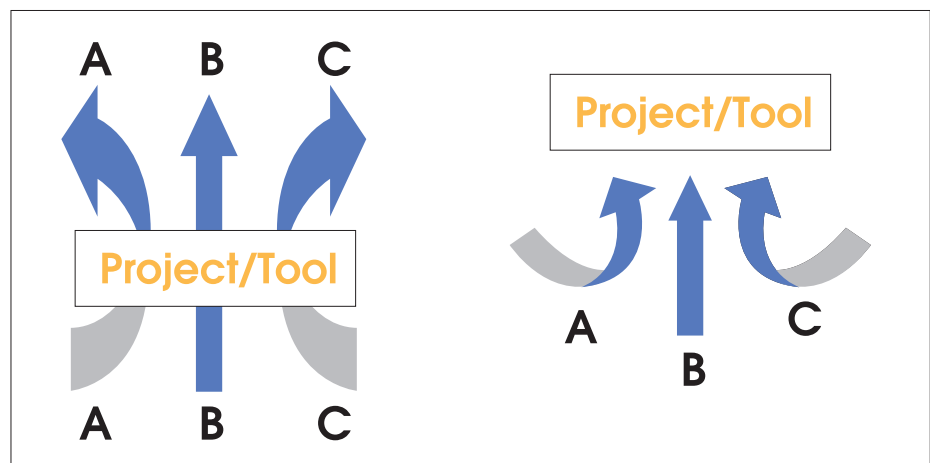 A B C
Project/Tool
A B C
Project/Tool
A
B
C